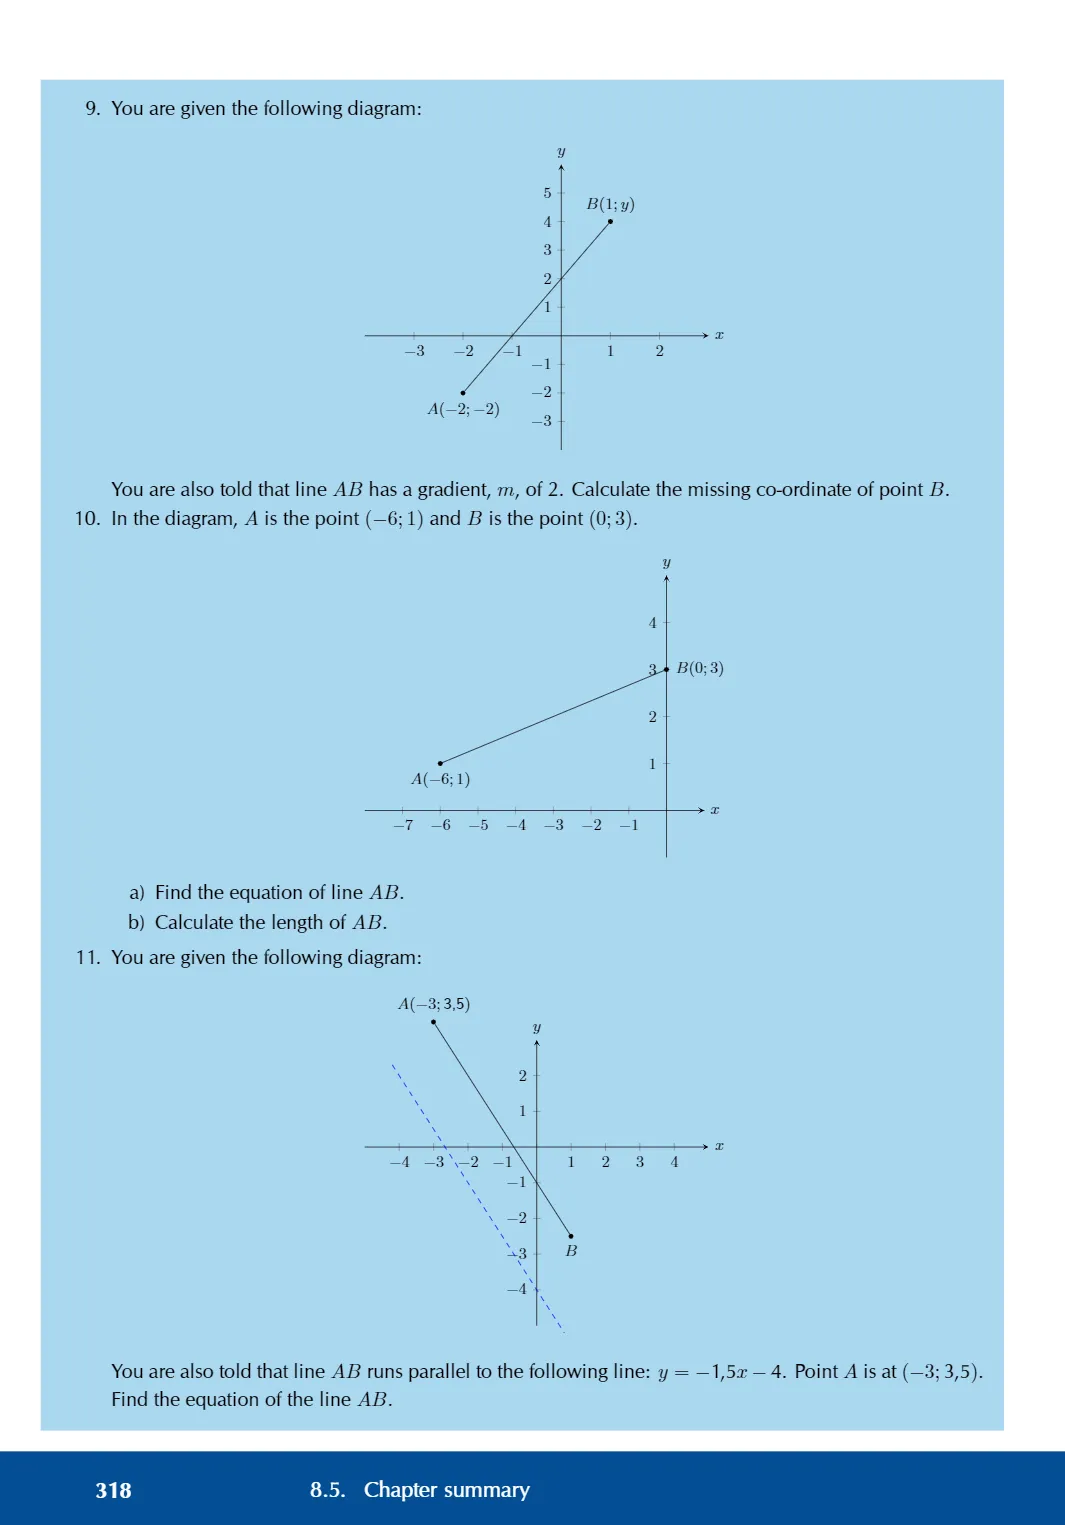 9. You are given the following diagram:
y
5
B(1; y)
4
3
2
1
x
−3 −2 −1 1 2
−1
−2
A(−2; −2)
−3
You are also told that line AB has a gradient, m, of 2. Calculate the missing co-ordinate of point B.
10. In the diagram, A is the point (−6; 1) and B is the point (0; 3).
y
4
3 B(0; 3)
2
1
A(−6; 1)
x
−7 −6 −5 −4 −3 −2 −1
a) Find the equation of line AB.
b) Calculate the length of AB.
11. You are given the following diagram:
A(−3; 3,5)
y
2
1
x
−4 −3 −2 −1 1 2 3 4
−1
−2
−3 B
−4
You are also told that line AB runs parallel to the following line: y = −1,5x − 4. Point A is at (−3; 3,5).
Find the equation of the line AB.
318 8.5. Chapter summary